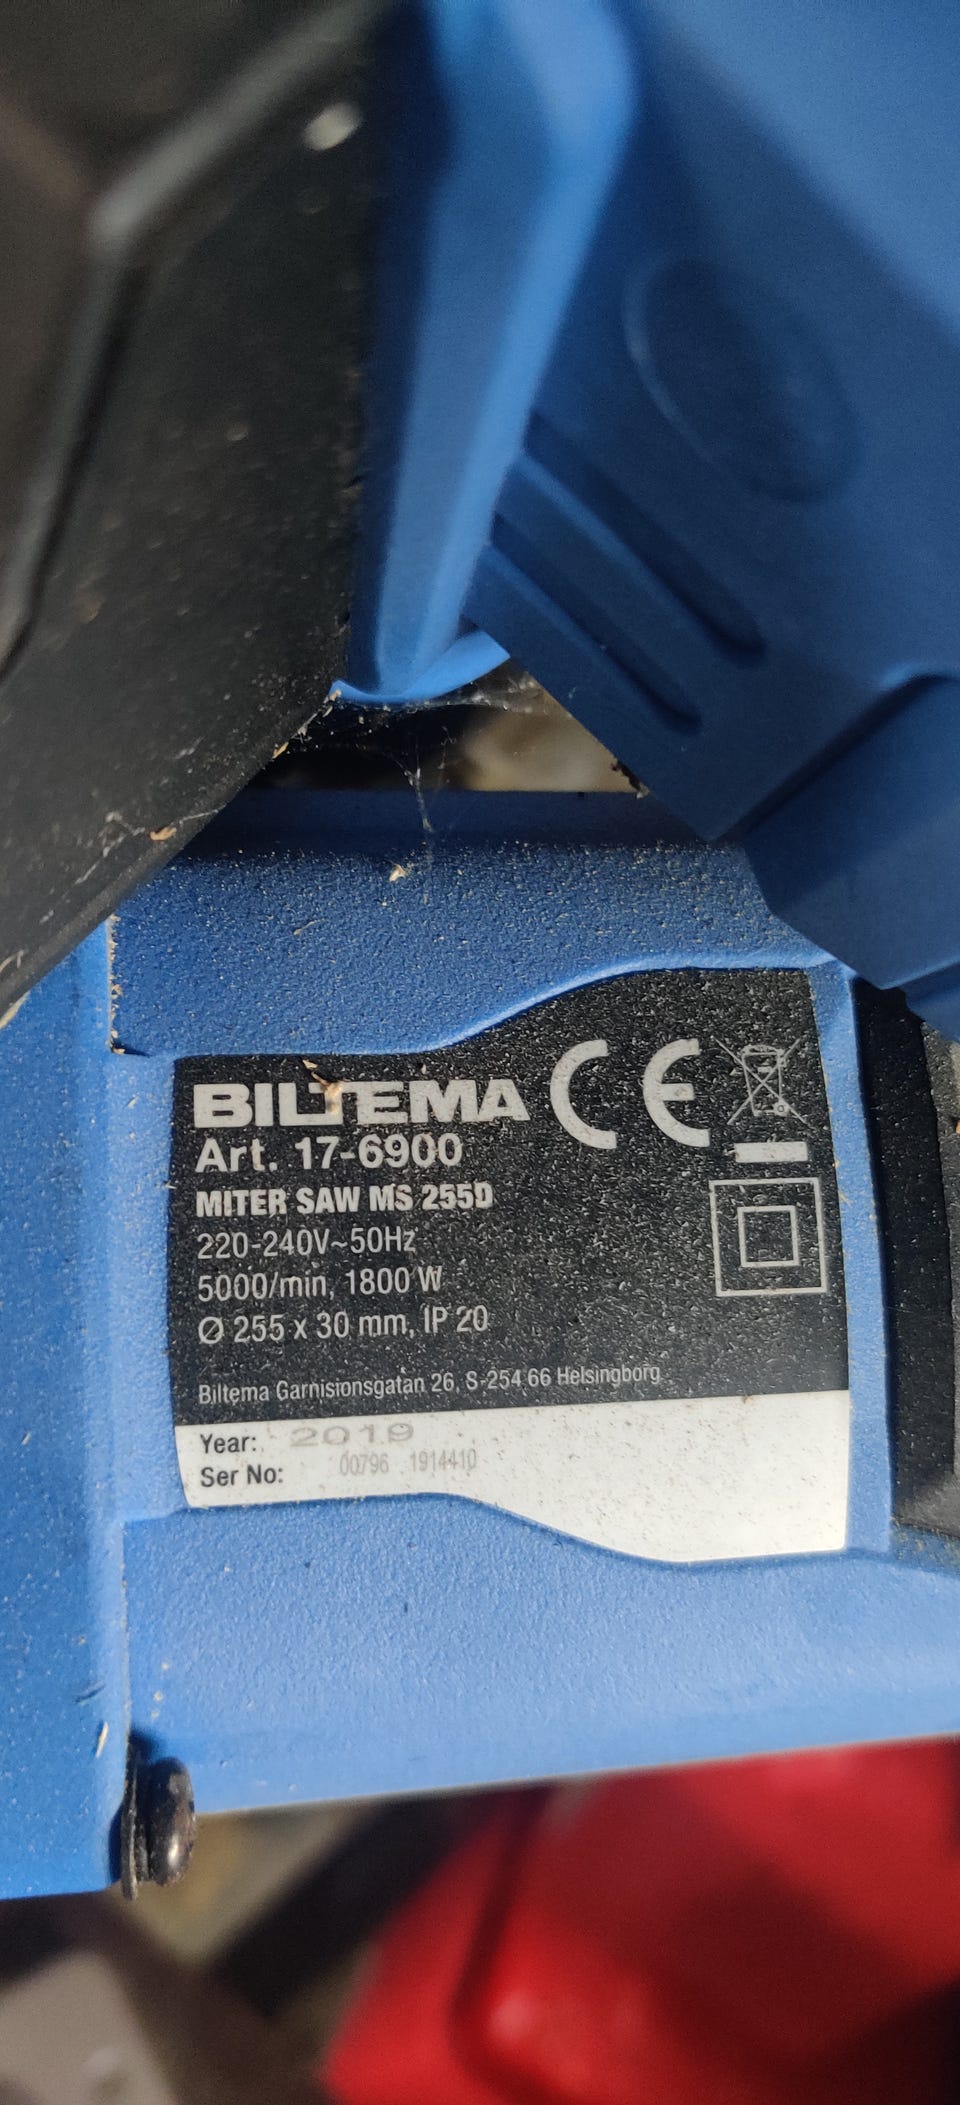 BILTEMA CE
Art. 17-6900
MITER SAW MS 255D
220-240V~50Hz
5000/min, 1800 W
Ø 255 x 30 mm, IP 20
Biltema Garnisionsgatan 26, S-254 66 Helsingborg
Year: 2019
Ser No: 00796 1914410